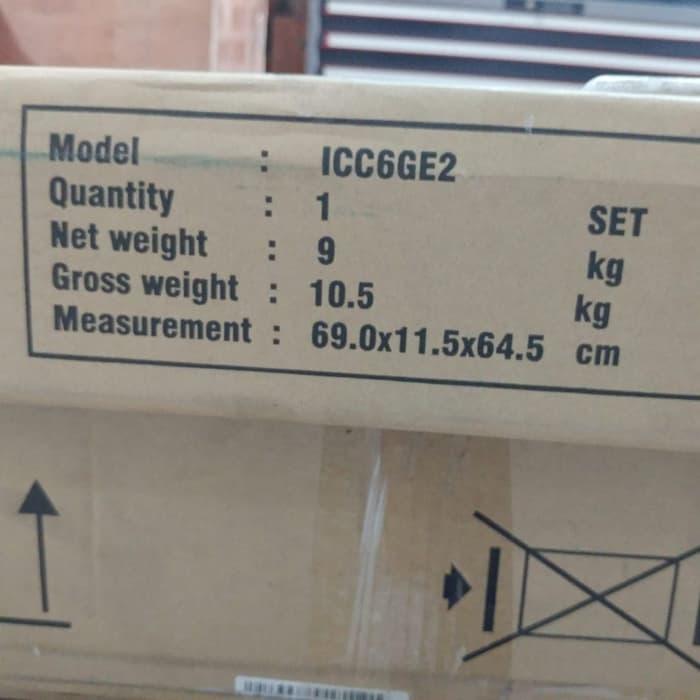 Model : ICC6GE2
Quantity : 1 SET
Net weight : 9 kg
Gross weight : 10.5 kg
Measurement : 69.0x11.5x64.5 cm